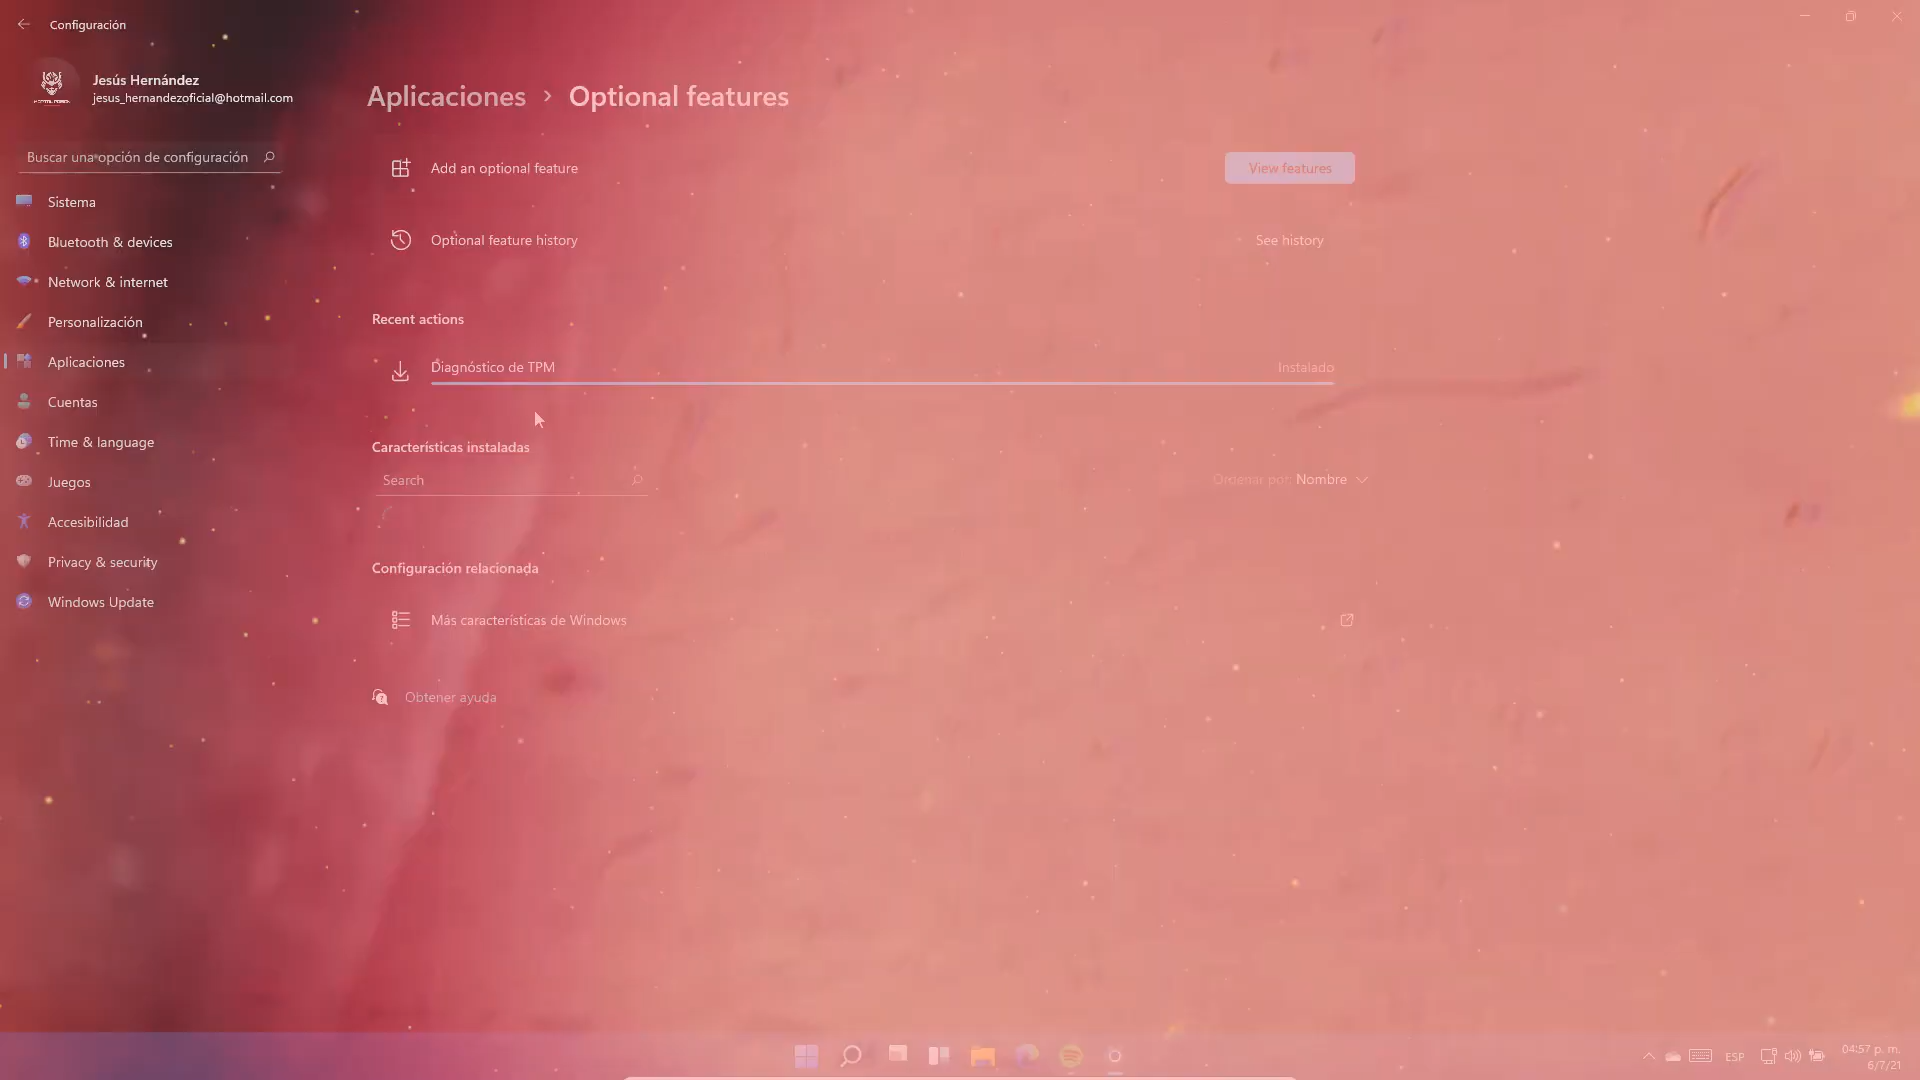 Configuración
Jesús Hernández
jesus_hernandezoficial@hotmail.com
Buscar una opción de configuración
Sistema
Bluetooth & devices
Network & internet
Personalización
Aplicaciones
Cuentas
Time & language
Juegos
Accesibilidad
Privacy & security
Windows Update
Aplicaciones › Optional features
Add an optional feature
View features
Optional feature history
See history
Recent actions
Diagnóstico de TPM
Instalado
Características instaladas
Search
Ordenar por: Nombre
Configuración relacionada
Más características de Windows
Obtener ayuda
ESP
04:57 p. m.
6/7/21